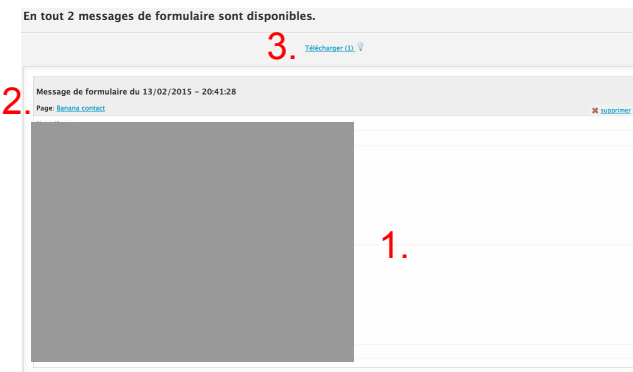 En tout 2 messages de formulaire sont disponibles.
3. Télécharger (1)
Message de formulaire du 13/02/2015 - 20:41:28
2. Page: Banana contact
supprimer
1.